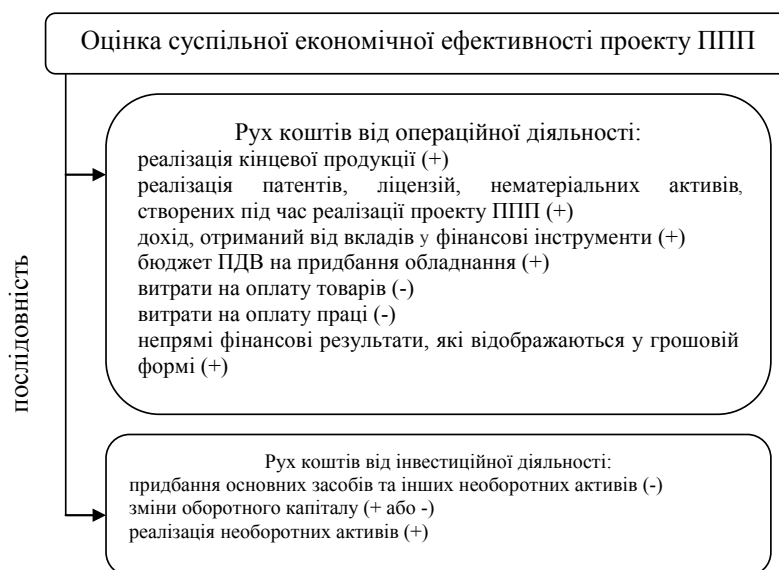 Оцінка суспільної економічної ефективності проекту ППП
Рух коштів від операційної діяльності:
реалізація кінцевої продукції (+)
реалізація патентів, ліцензій, нематеріальних активів,
створених під час реалізації проекту ППП (+)
дохід, отриманий від вкладів у фінансові інструменти (+)
бюджет ПДВ на придбання обладнання (+)
витрати на оплату товарів (-)
витрати на оплату праці (-)
непрямі фінансові результати, які відображаються у грошовій
формі (+)
послідовність
Рух коштів від інвестиційної діяльності:
придбання основних засобів та інших необоротних активів (-)
зміни оборотного капіталу (+ або -)
реалізація необоротних активів (+)